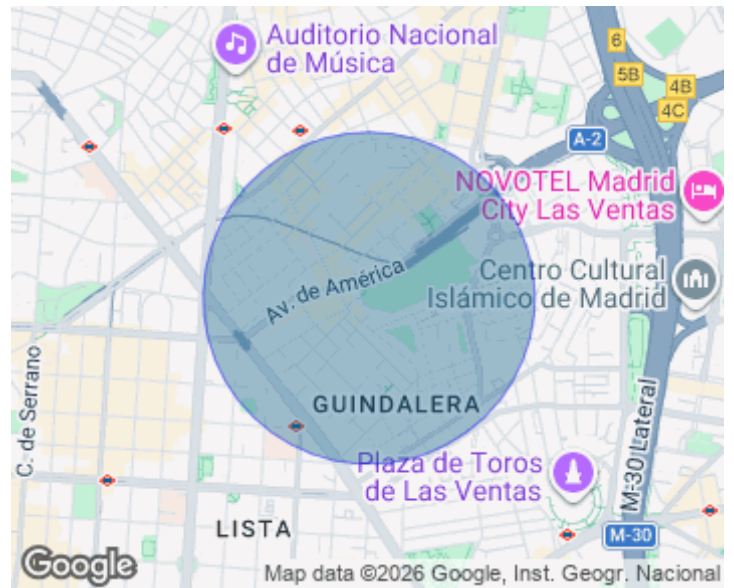 Auditorio Nacional
de Música
6
5B
4B
4C
A-2
NOVOTEL Madrid
City Las Ventas
Centro Cultural
Islámico de Madrid
Av. de América
C. de Serrano
GUINDALERA
M-30 Lateral
Plaza de Toros
de Las Ventas
LISTA
M-30
Google
Map data ©2026 Google, Inst. Geogr. Nacional